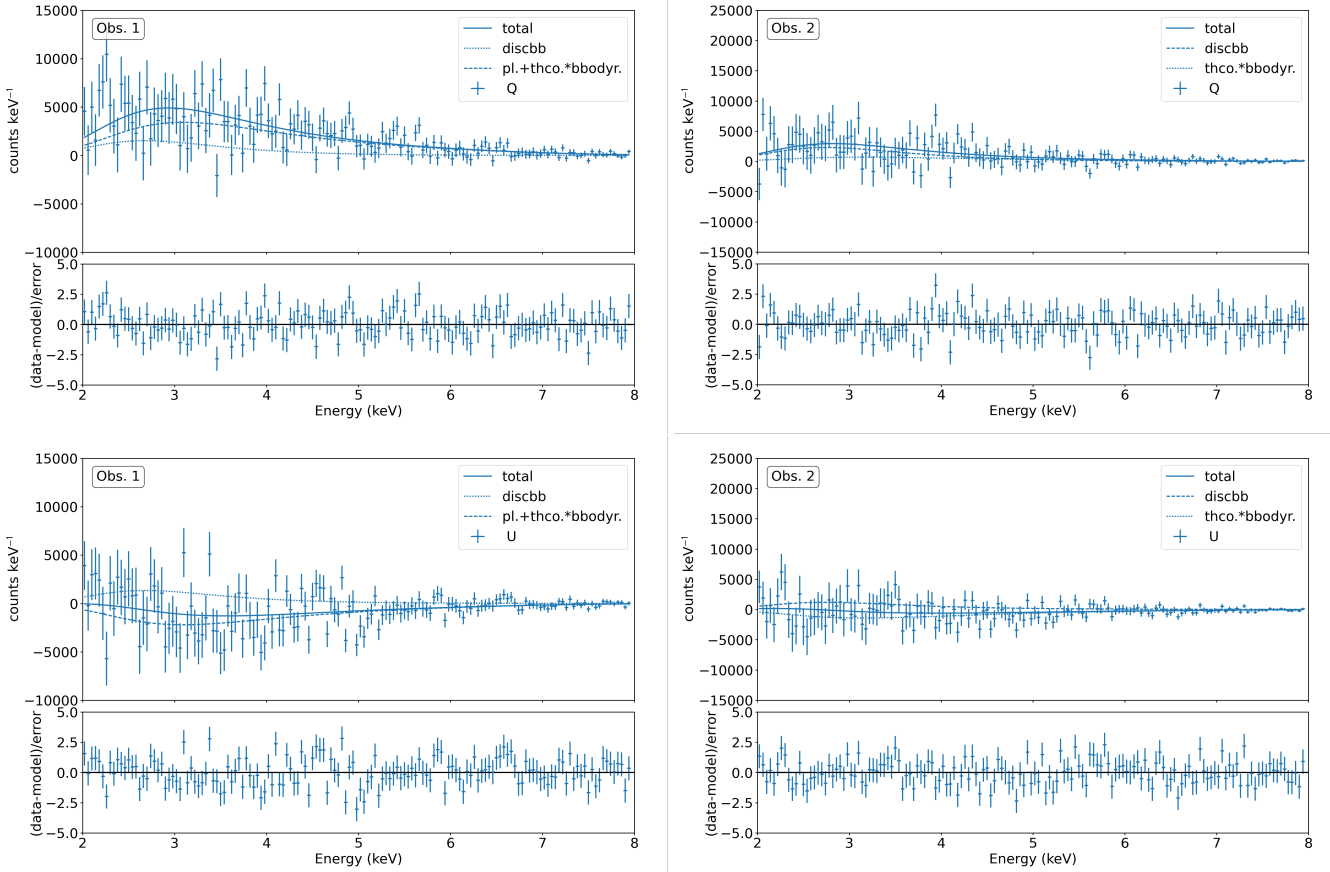 Obs. 1
total
discbb
pl.+thco.*bbodyr.
Q
counts keV⁻¹
15000
10000
5000
0
−5000
−10000
(data-model)/error
5.0
2.5
0.0
−2.5
−5.0
2 3 4 5 6 7 8
Energy (keV)
Obs. 2
total
discbb
thco.*bbodyr.
Q
counts keV⁻¹
25000
20000
15000
10000
5000
0
−5000
−10000
−15000
(data-model)/error
5.0
2.5
0.0
−2.5
−5.0
2 3 4 5 6 7 8
Energy (keV)
Obs. 1
total
discbb
pl.+thco.*bbodyr.
U
counts keV⁻¹
15000
10000
5000
0
−5000
−10000
(data-model)/error
5.0
2.5
0.0
−2.5
−5.0
2 3 4 5 6 7 8
Energy (keV)
Obs. 2
total
discbb
thco.*bbodyr.
U
counts keV⁻¹
25000
20000
15000
10000
5000
0
−5000
−10000
−15000
(data-model)/error
5.0
2.5
0.0
−2.5
−5.0
2 3 4 5 6 7 8
Energy (keV)